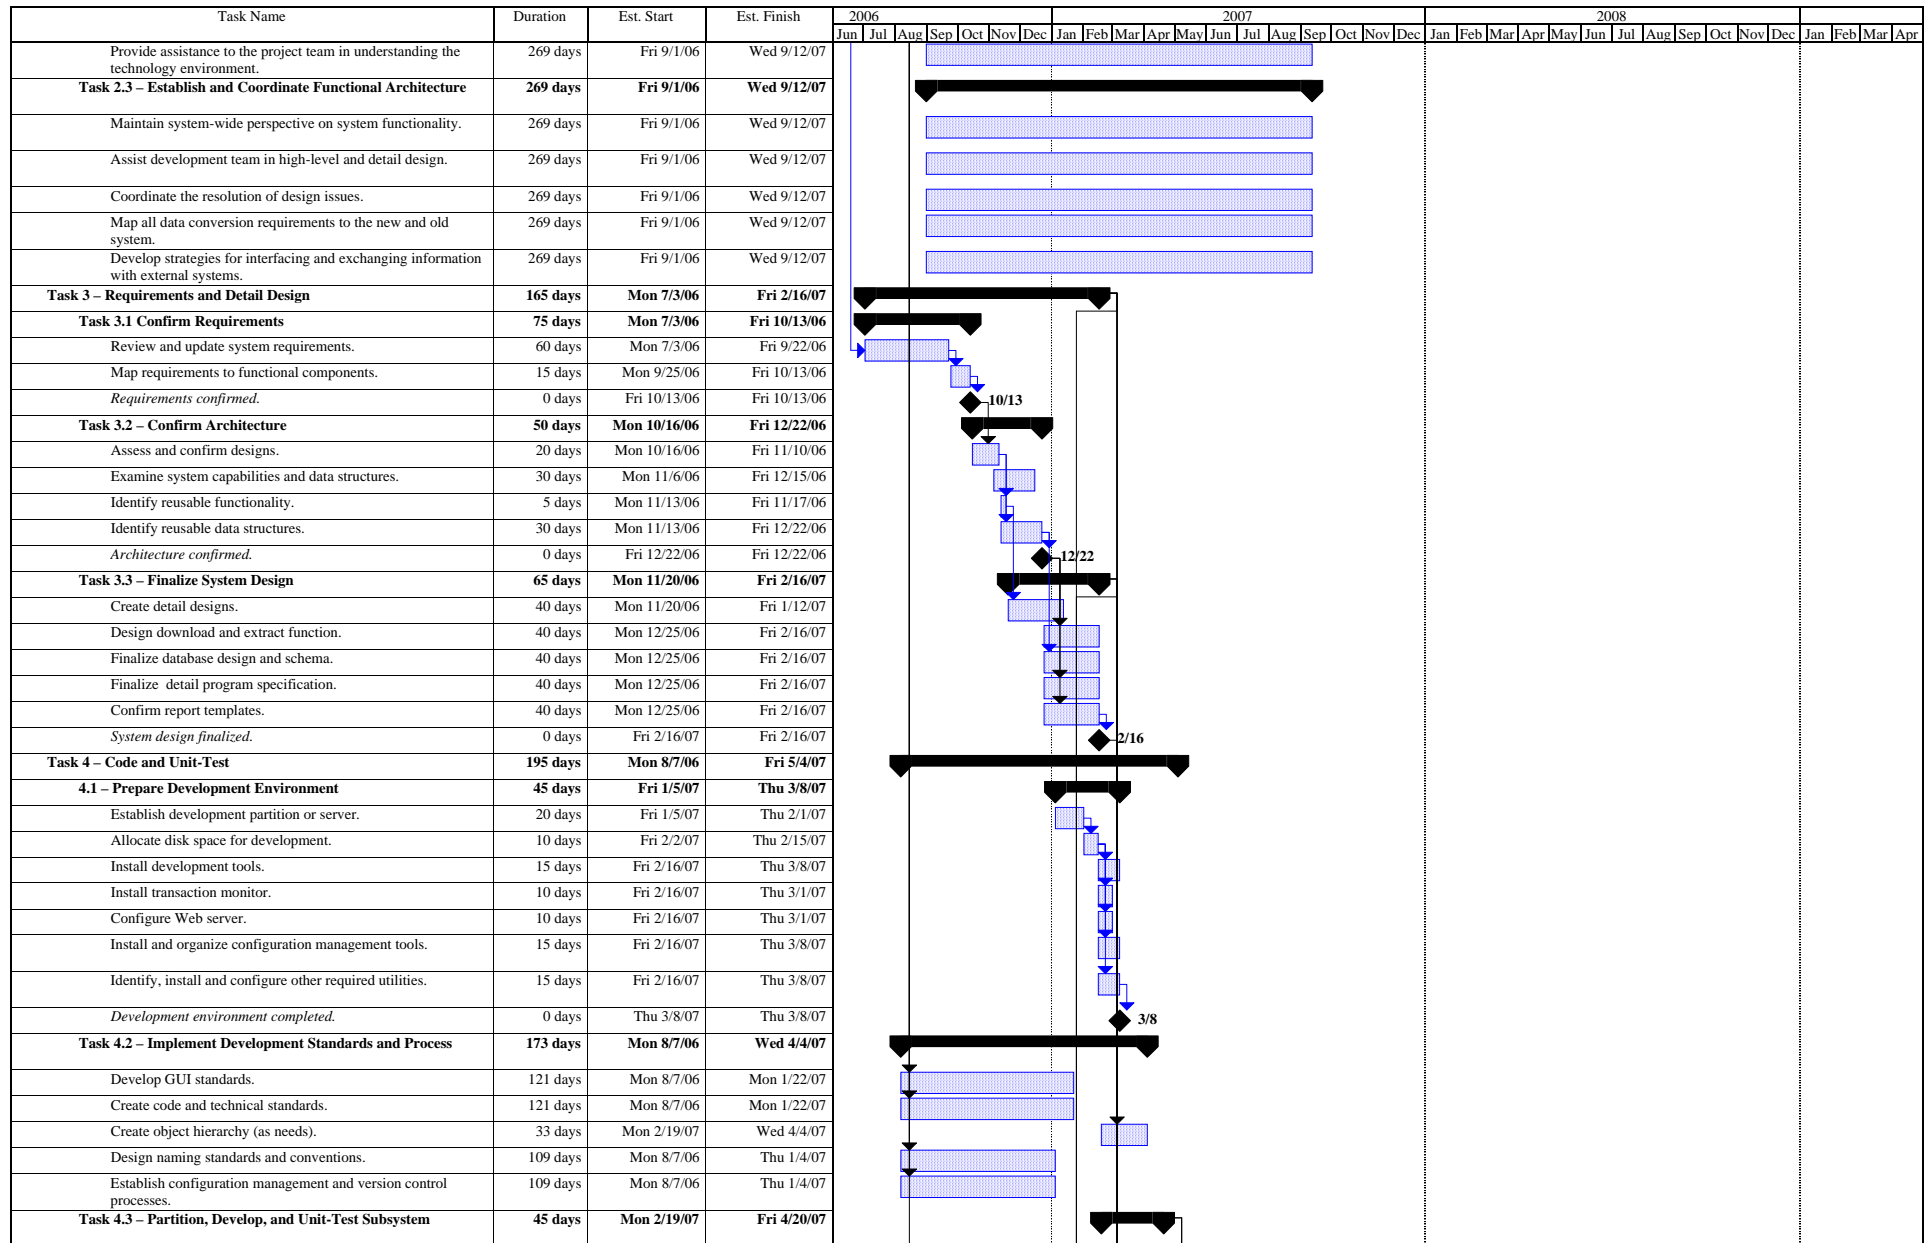 Task Name Duration Est. Start Est. Finish 2006 2007 2008
Jun Jul Aug Sep Oct Nov Dec Jan Feb Mar Apr May Jun Jul Aug Sep Oct Nov Dec Jan Feb Mar Apr May Jun Jul Aug Sep Oct Nov Dec Jan Feb Mar Apr
Provide assistance to the project team in understanding the 269 days Fri 9/1/06 Wed 9/12/07
technology environment.
Task 2.3 – Establish and Coordinate Functional Architecture 269 days Fri 9/1/06 Wed 9/12/07
Maintain system-wide perspective on system functionality. 269 days Fri 9/1/06 Wed 9/12/07
Assist development team in high-level and detail design. 269 days Fri 9/1/06 Wed 9/12/07
Coordinate the resolution of design issues. 269 days Fri 9/1/06 Wed 9/12/07
Map all data conversion requirements to the new and old 269 days Fri 9/1/06 Wed 9/12/07
system.
Develop strategies for interfacing and exchanging information 269 days Fri 9/1/06 Wed 9/12/07
with external systems.
Task 3 – Requirements and Detail Design 165 days Mon 7/3/06 Fri 2/16/07
Task 3.1 Confirm Requirements 75 days Mon 7/3/06 Fri 10/13/06
Review and update system requirements. 60 days Mon 7/3/06 Fri 9/22/06
Map requirements to functional components. 15 days Mon 9/25/06 Fri 10/13/06
Requirements confirmed. 0 days Fri 10/13/06 Fri 10/13/06 10/13
Task 3.2 – Confirm Architecture 50 days Mon 10/16/06 Fri 12/22/06
Assess and confirm designs. 20 days Mon 10/16/06 Fri 11/10/06
Examine system capabilities and data structures. 30 days Mon 11/6/06 Fri 12/15/06
Identify reusable functionality. 5 days Mon 11/13/06 Fri 11/17/06
Identify reusable data structures. 30 days Mon 11/13/06 Fri 12/22/06
Architecture confirmed. 0 days Fri 12/22/06 Fri 12/22/06 12/22
Task 3.3 – Finalize System Design 65 days Mon 11/20/06 Fri 2/16/07
Create detail designs. 40 days Mon 11/20/06 Fri 1/12/07
Design download and extract function. 40 days Mon 12/25/06 Fri 2/16/07
Finalize database design and schema. 40 days Mon 12/25/06 Fri 2/16/07
Finalize detail program specification. 40 days Mon 12/25/06 Fri 2/16/07
Confirm report templates. 40 days Mon 12/25/06 Fri 2/16/07
System design finalized. 0 days Fri 2/16/07 Fri 2/16/07 2/16
Task 4 – Code and Unit-Test 195 days Mon 8/7/06 Fri 5/4/07
4.1 – Prepare Development Environment 45 days Fri 1/5/07 Thu 3/8/07
Establish development partition or server. 20 days Fri 1/5/07 Thu 2/1/07
Allocate disk space for development. 10 days Fri 2/2/07 Thu 2/15/07
Install development tools. 15 days Fri 2/16/07 Thu 3/8/07
Install transaction monitor. 10 days Fri 2/16/07 Thu 3/1/07
Configure Web server. 10 days Fri 2/16/07 Thu 3/1/07
Install and organize configuration management tools. 15 days Fri 2/16/07 Thu 3/8/07
Identify, install and configure other required utilities. 15 days Fri 2/16/07 Thu 3/8/07
Development environment completed. 0 days Thu 3/8/07 Thu 3/8/07 3/8
Task 4.2 – Implement Development Standards and Process 173 days Mon 8/7/06 Wed 4/4/07
Develop GUI standards. 121 days Mon 8/7/06 Mon 1/22/07
Create code and technical standards. 121 days Mon 8/7/06 Mon 1/22/07
Create object hierarchy (as needs). 33 days Mon 2/19/07 Wed 4/4/07
Design naming standards and conventions. 109 days Mon 8/7/06 Thu 1/4/07
Establish configuration management and version control 109 days Mon 8/7/06 Thu 1/4/07
processes.
Task 4.3 – Partition, Develop, and Unit-Test Subsystem 45 days Mon 2/19/07 Fri 4/20/07